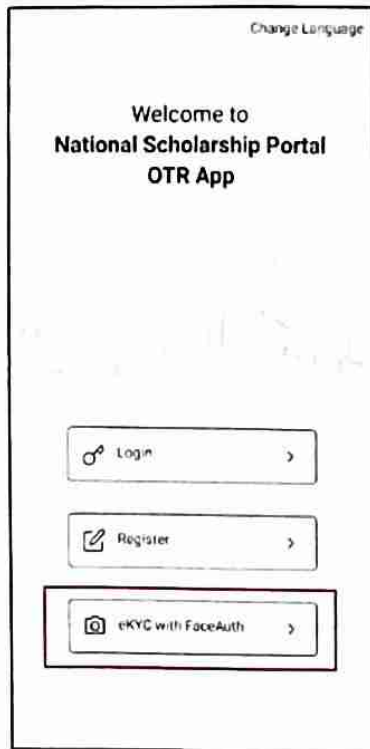 Change Language
Welcome to
National Scholarship Portal
OTR App
Login
Register
eKYC with FaceAuth